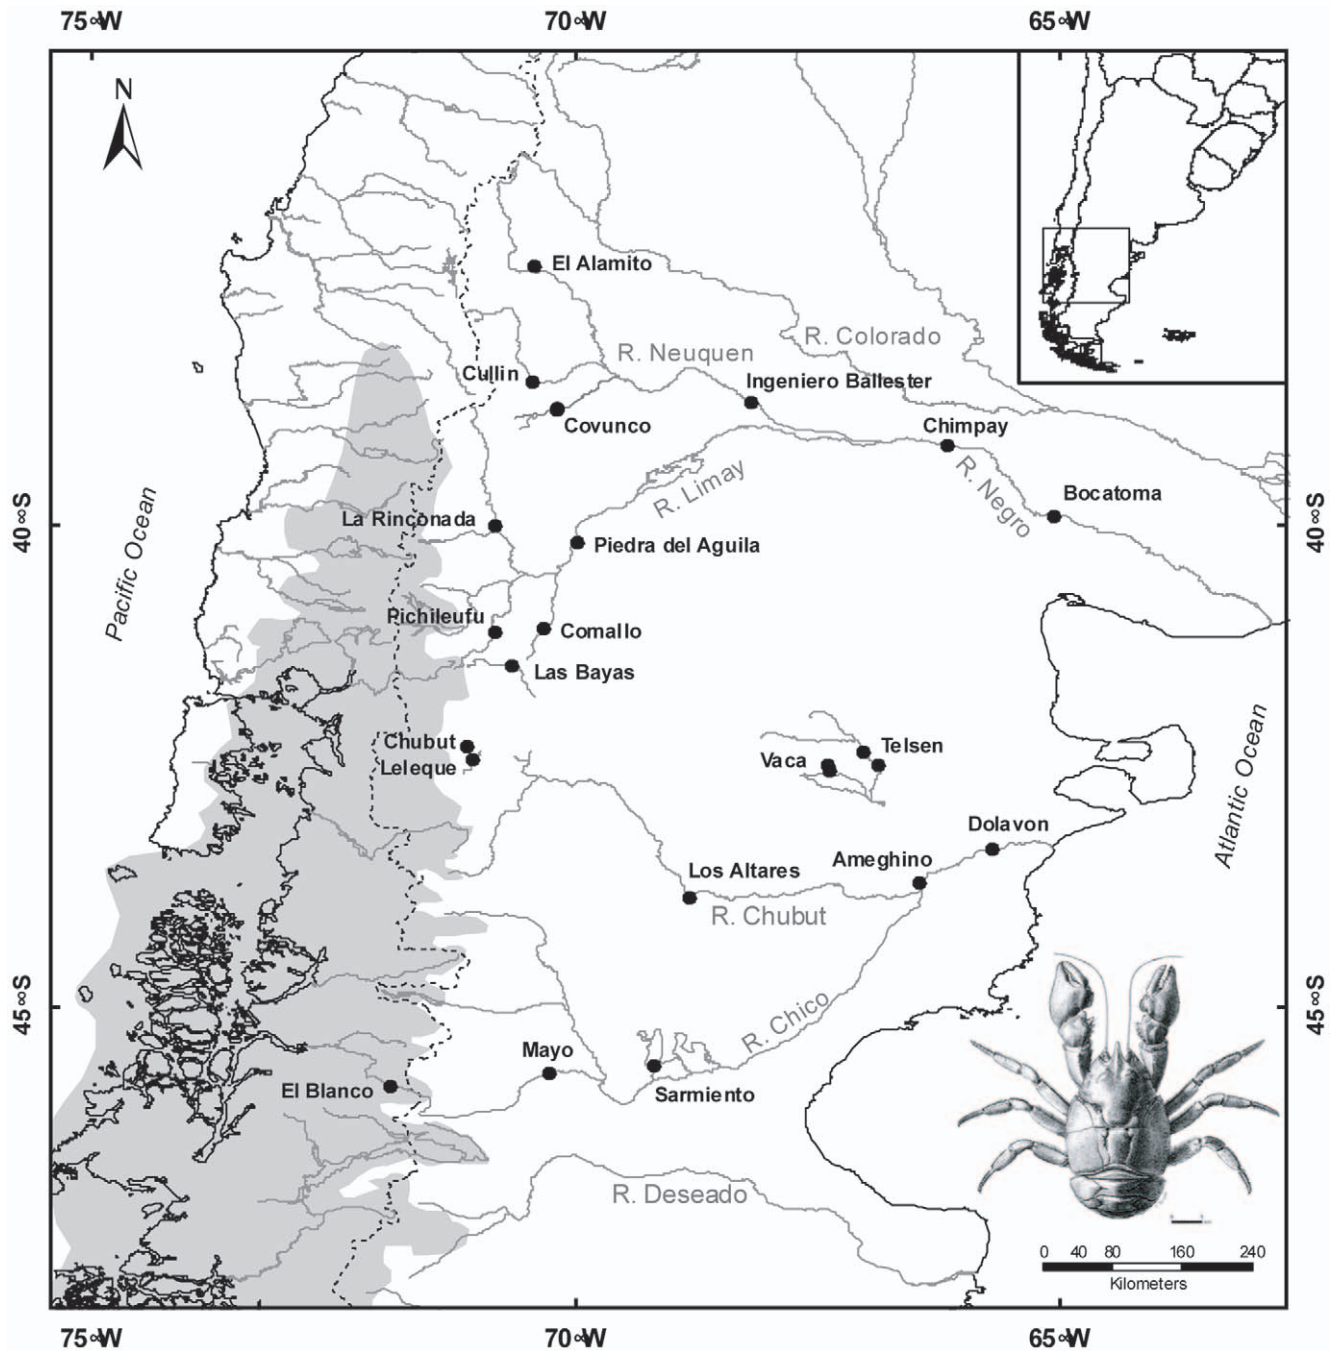 75∞W 70∞W 65∞W
N
El Alamito
R. Colorado
R. Neuquen
Cullin
Ingeniero Ballester
Covunco
Chimpay
R. Limay
R. Negro
Bocatoma
40∞S
La Rinconada
Piedra del Aguila
40∞S
Pacific Ocean
Pichileufu
Comallo
Las Bayas
Chubut
Leleque
Vaca
Telsen
Atlantic Ocean
Dolavon
Los Altares
Ameghino
R. Chubut
45∞S
45∞S
R. Chico
Mayo
El Blanco
Sarmiento
R. Deseado
0 40 80 160 240
Kilometers
75∞W 70∞W 65∞W